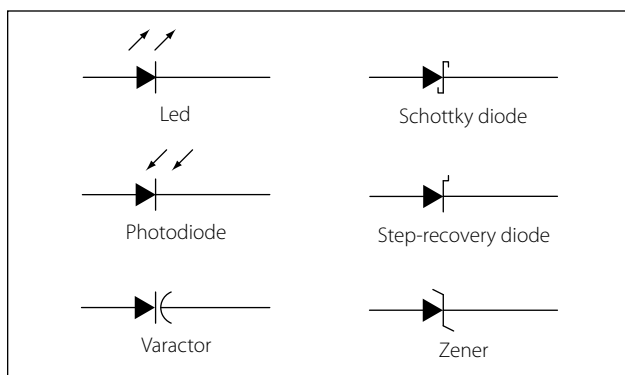 Led
Schottky diode
Photodiode
Step-recovery diode
Varactor
Zener